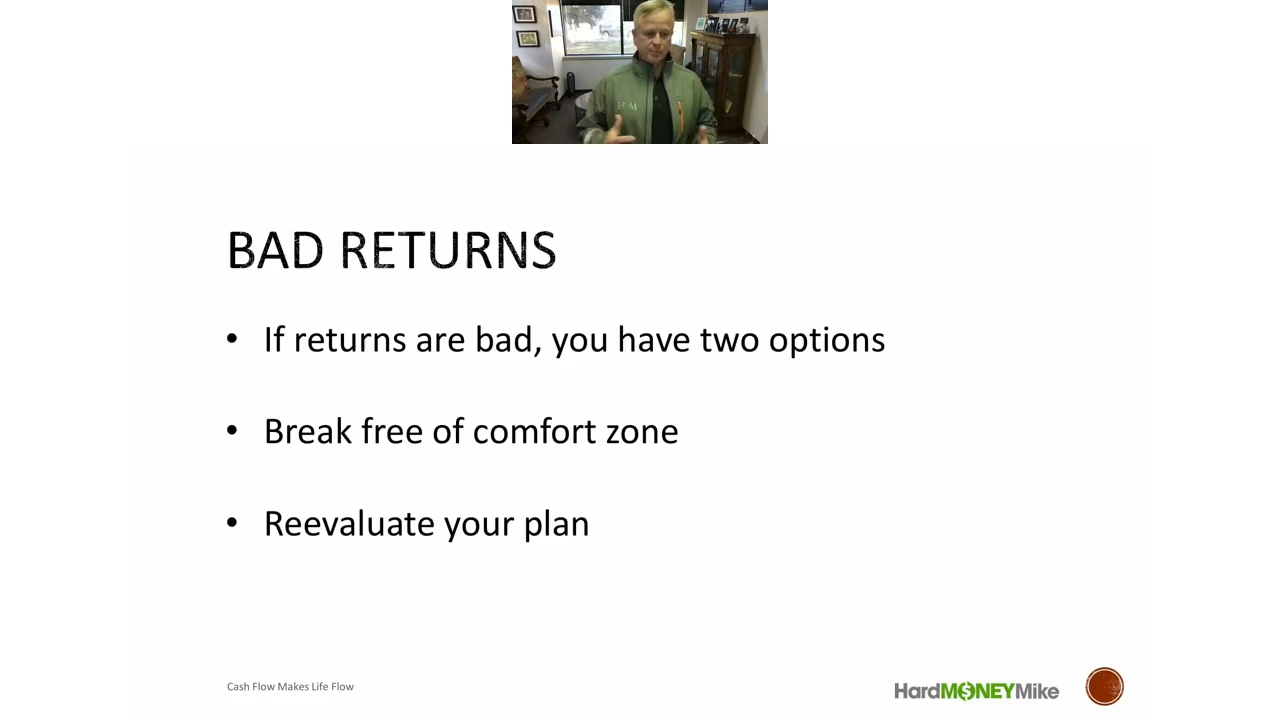 HMM
BAD RETURNS
• If returns are bad, you have two options
• Break free of comfort zone
• Reevaluate your plan
Cash Flow Makes Life Flow
HardMONEYMike